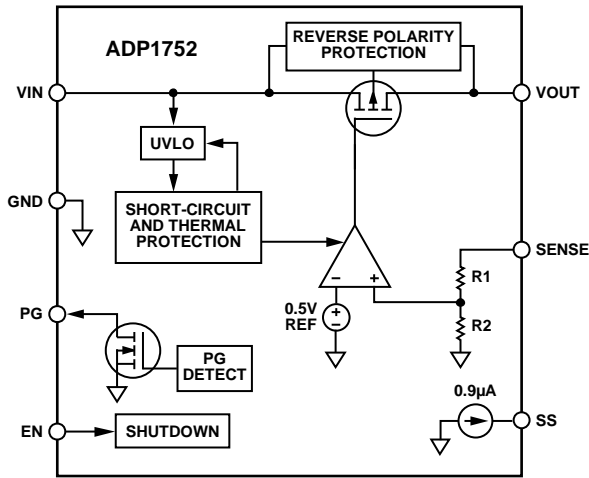 ADP1752
REVERSE POLARITY
PROTECTION
VIN
VOUT
UVLO
GND
SHORT-CIRCUIT
AND THERMAL
PROTECTION
SENSE
R1
– +
0.5V
REF
+
–
R2
PG
PG
DETECT
0.9µA
SS
EN
SHUTDOWN